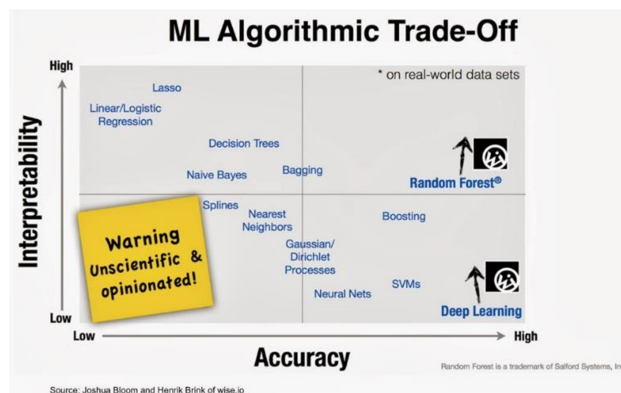 ML Algorithmic Trade-Off
High
* on real-world data sets
Lasso
Linear/Logistic
Regression
Decision Trees
Naive Bayes
Bagging
Random Forest®
Interpretability
Splines
Nearest
Neighbors
Boosting
Warning
Unscientific &
opinionated!
Gaussian/
Dirichlet
Processes
Neural Nets
SVMs
Deep Learning
Low
Low
High
Accuracy
Random Forest is a trademark of Salford Systems, In
Source: Joshua Bloom and Henrik Brink of wise.io